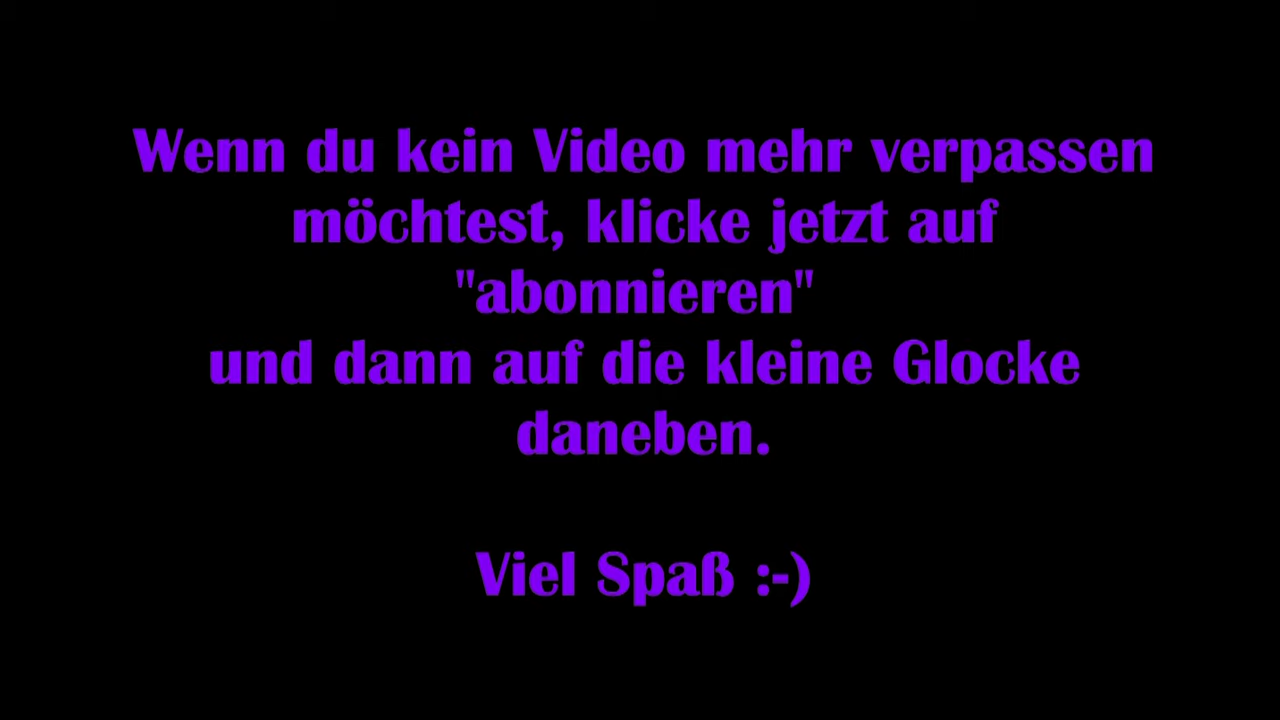 Wenn du kein Video mehr verpassen
möchtest, klicke jetzt auf
"abonnieren"
und dann auf die kleine Glocke
daneben.
Viel Spaß :-)